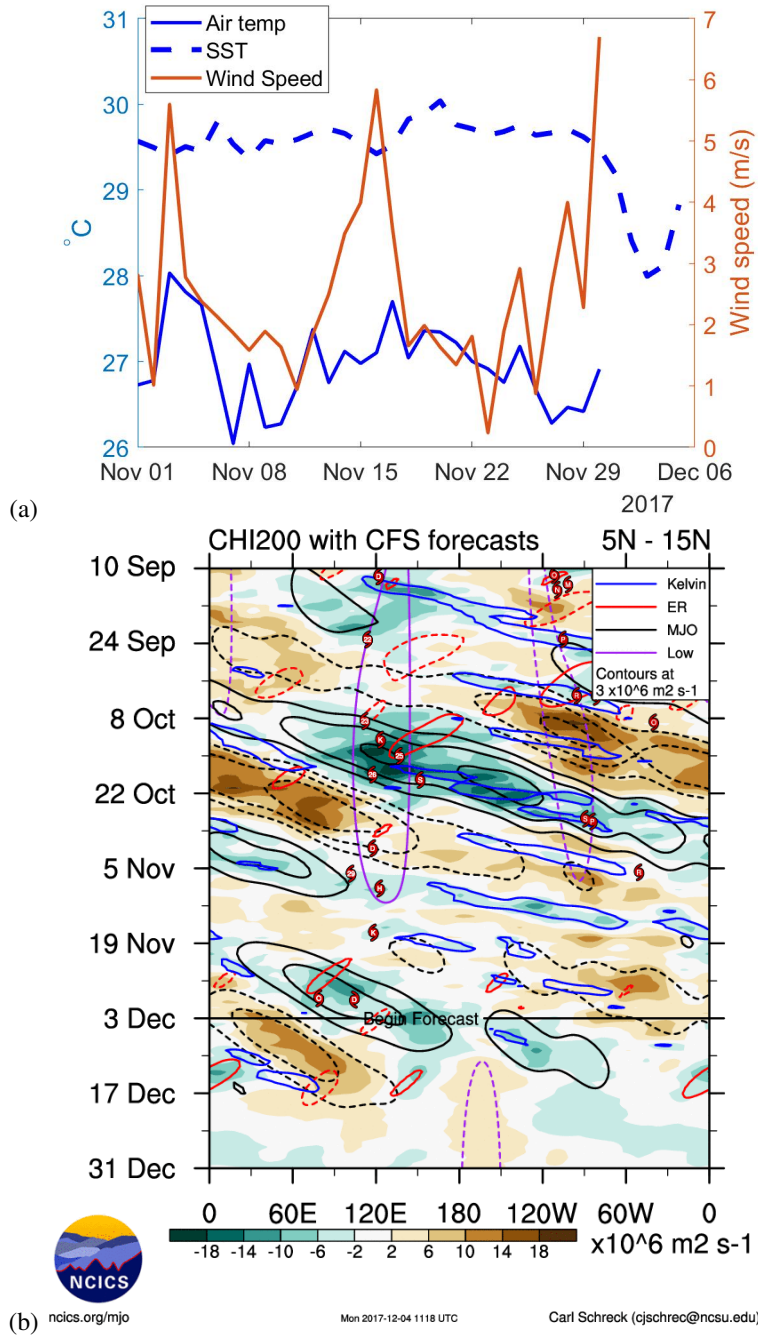 Air temp
SST
Wind Speed
31
30
29
28
27
26
°C
7
6
5
4
3
2
1
0
Wind speed (m/s)
Nov 01 Nov 08 Nov 15 Nov 22 Nov 29 Dec 06
2017
(a)
CHI200 with CFS forecasts 5N - 15N
10 Sep
24 Sep
8 Oct
22 Oct
5 Nov
19 Nov
3 Dec
17 Dec
31 Dec
Kelvin
ER
MJO
Low
Contours at
3 x10^6 m2 s-1
N M
P
R
23 O
K
25
26 S
S P
D
29 R
H
K
O D
Begin Forecast
0 60E 120E 180 120W 60W 0
-18 -14 -10 -6 -2 2 6 10 14 18 x10^6 m2 s-1
NCICS
(b) ncics.org/mjo Mon 2017-12-04 1118 UTC Carl Schreck (cjschrec@ncsu.edu)